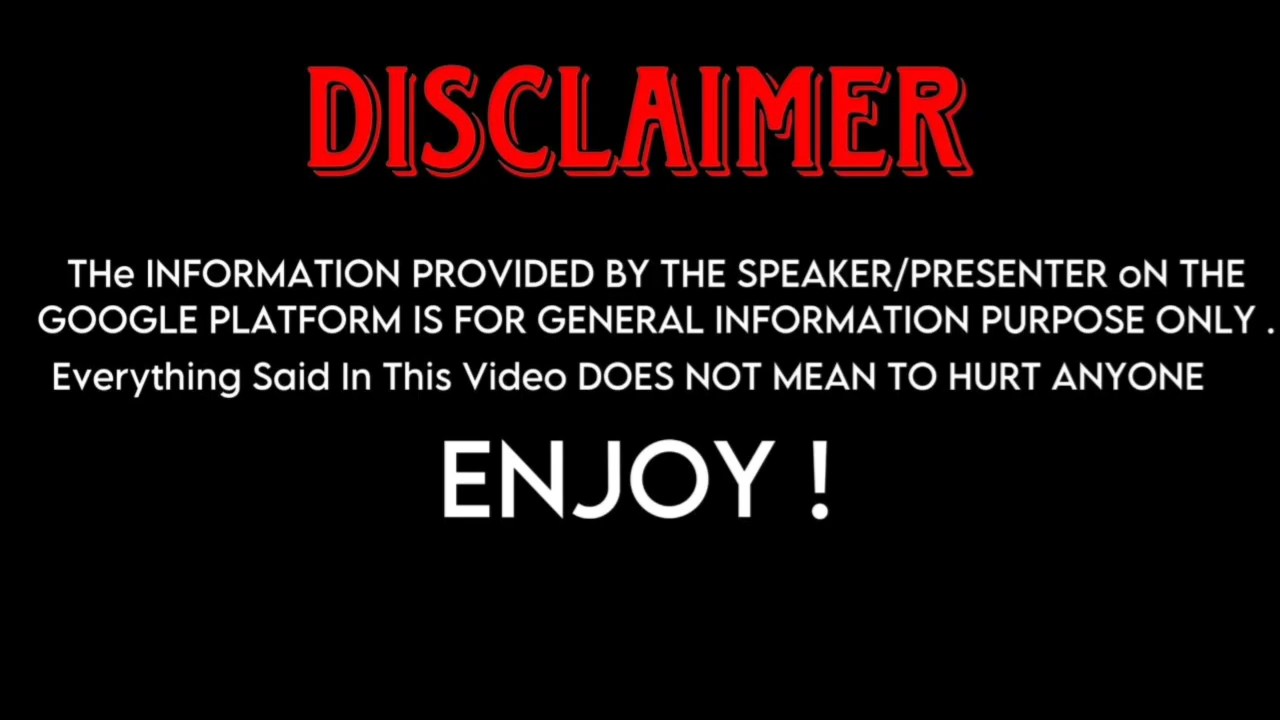 DISCLAIMER
THe INFORMATION PROVIDED BY THE SPEAKER/PRESENTER oN THE
GOOGLE PLATFORM IS FOR GENERAL INFORMATION PURPOSE ONLY .
Everything Said In This Video DOES NOT MEAN TO HURT ANYONE
ENJOY !